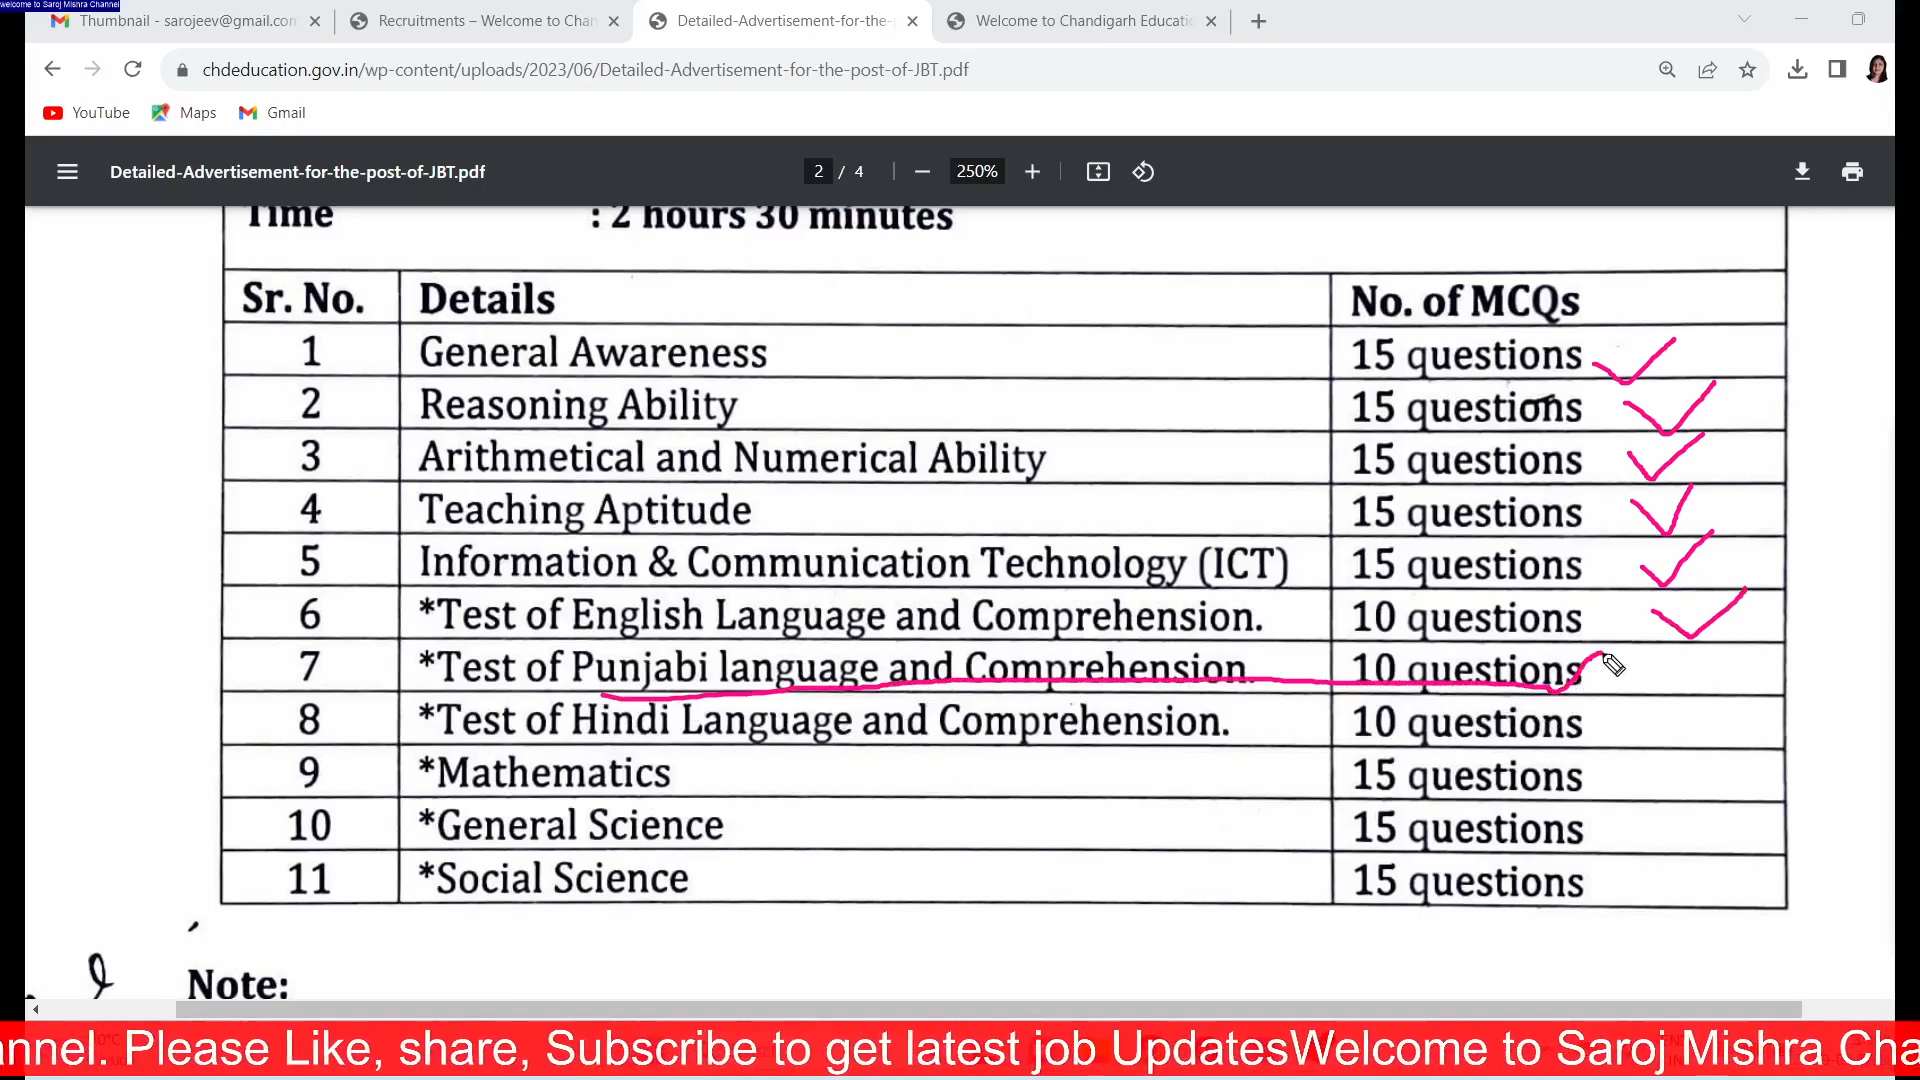 welcome to Saroj Mishra Channel
Thumbnail - sarojeev@gmail.com
Recruitments – Welcome to Chan
Detailed-Advertisement-for-the-
Welcome to Chandigarh Educatio
chdeducation.gov.in/wp-content/uploads/2023/06/Detailed-Advertisement-for-the-post-of-JBT.pdf
YouTube Maps Gmail
Detailed-Advertisement-for-the-post-of-JBT.pdf 2 / 4 250%
Time : 2 hours 30 minutes
Sr. No. Details No. of MCQs
1 General Awareness 15 questions
2 Reasoning Ability 15 questions
3 Arithmetical and Numerical Ability 15 questions
4 Teaching Aptitude 15 questions
5 Information & Communication Technology (ICT) 15 questions
6 *Test of English Language and Comprehension. 10 questions
7 *Test of Punjabi language and Comprehension. 10 questions
8 *Test of Hindi Language and Comprehension. 10 questions
9 *Mathematics 15 questions
10 *General Science 15 questions
11 *Social Science 15 questions
Note:
annel. Please Like, share, Subscribe to get latest job UpdatesWelcome to Saroj Mishra Cha